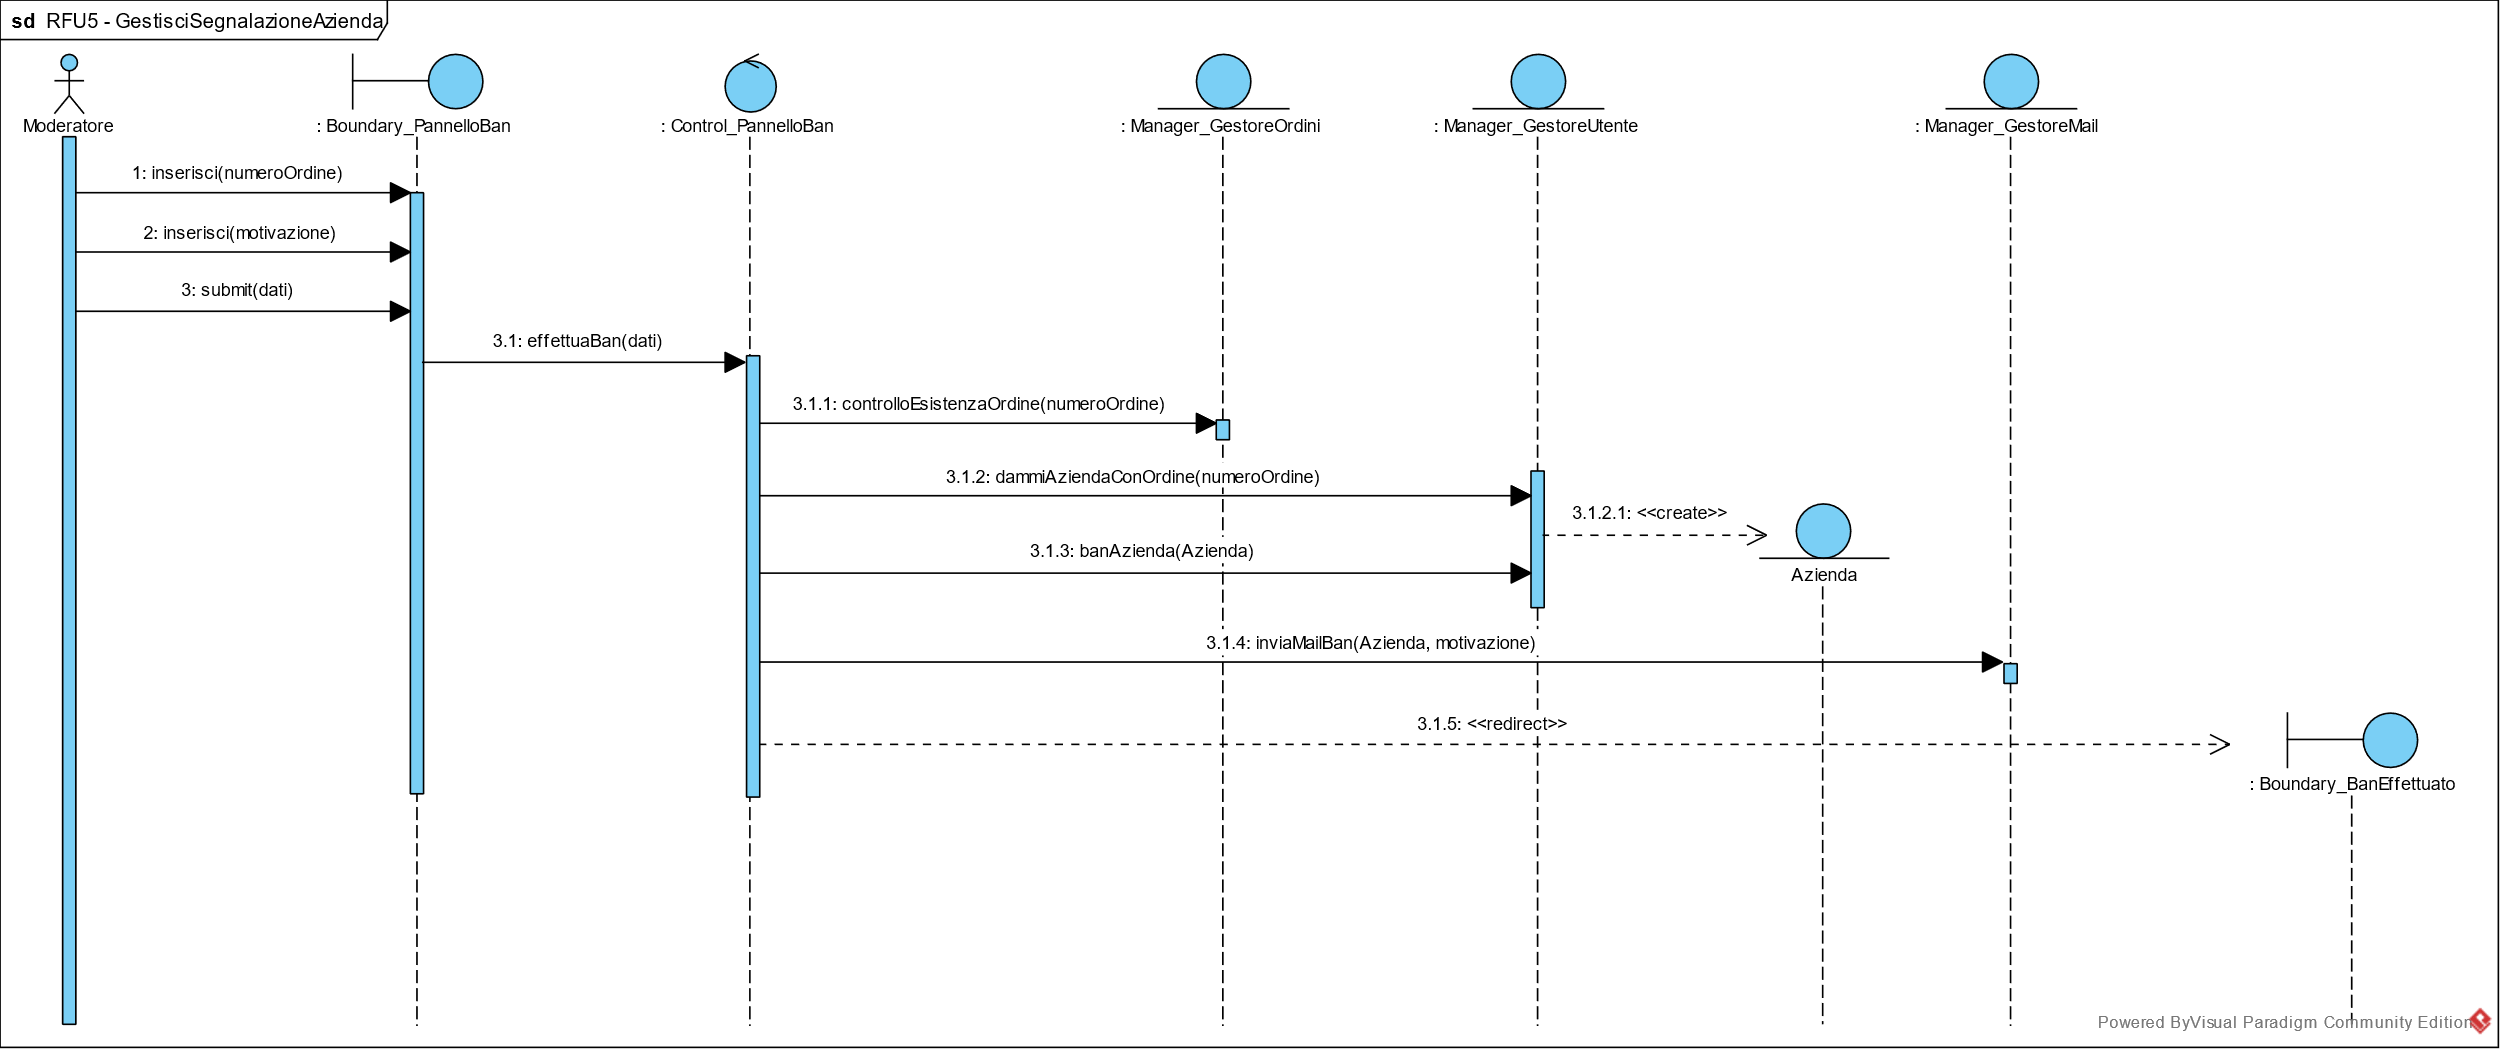 sd RFU5 - GestisciSegnalazioneAzienda
Moderatore
: Boundary_PannelloBan
: Control_PannelloBan
: Manager_GestoreOrdini
: Manager_GestoreUtente
: Manager_GestoreMail
1: inserisci(numeroOrdine)
2: inserisci(motivazione)
3: submit(dati)
3.1: effettuaBan(dati)
3.1.1: controlloEsistenzaOrdine(numeroOrdine)
3.1.2: dammiAziendaConOrdine(numeroOrdine)
3.1.2.1: <<create>>
3.1.3: banAzienda(Azienda)
Azienda
3.1.4: inviaMailBan(Azienda, motivazione)
3.1.5: <<redirect>>
: Boundary_BanEffettuato
Powered ByVisual Paradigm Community Edition